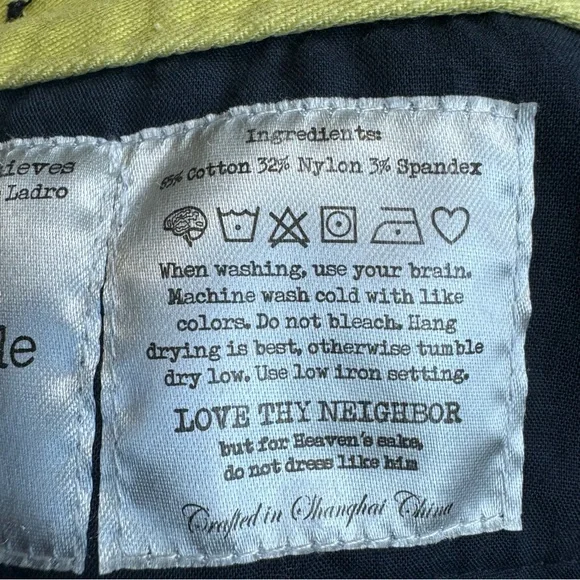 ieves
Ladro
le
Ingredients:
65% Cotton 32% Nylon 3% Spandex
When washing, use your brain.
Machine wash cold with like
colors. Do not bleach. Hang
drying is best, otherwise tumble
dry low. Use low iron setting.
LOVE THY NEIGHBOR
but for Heaven's sake,
do not dress like him
Crafted in Shanghai China